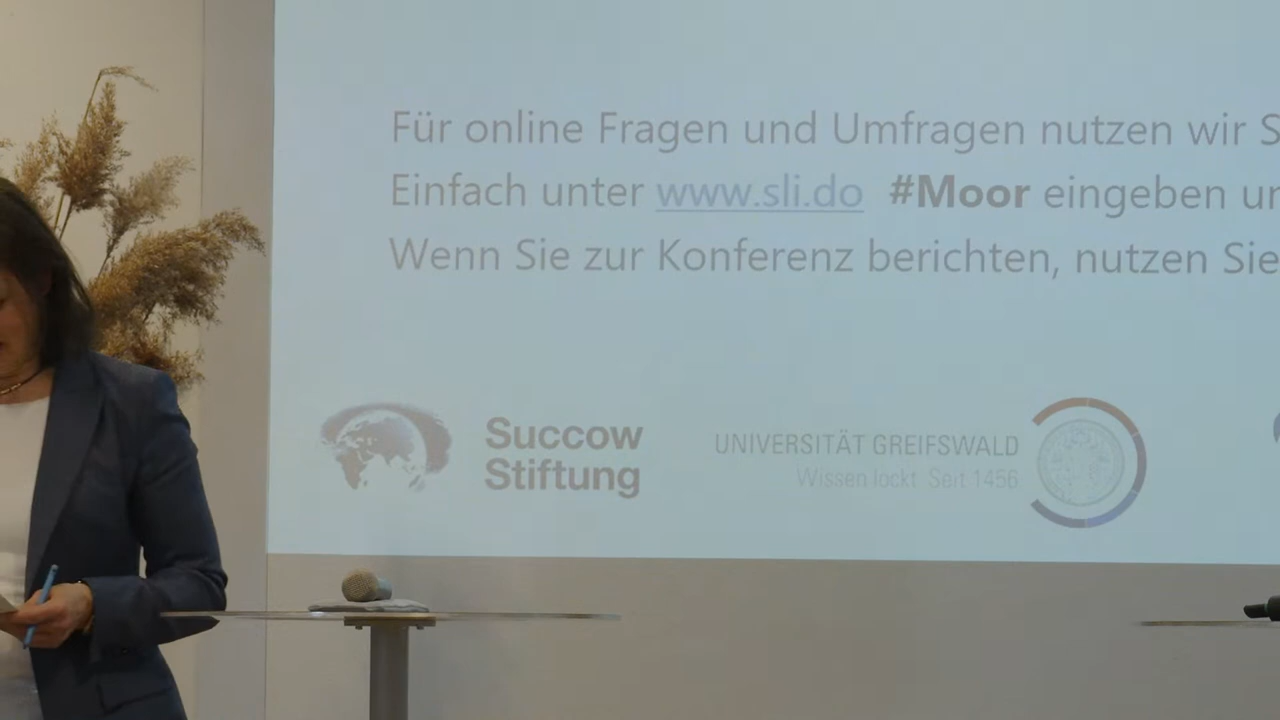 Für online Fragen und Umfragen nutzen wir S
Einfach unter www.sli.do #Moor eingeben un
Wenn Sie zur Konferenz berichten, nutzen Sie
Succow
Stiftung
UNIVERSITÄT GREIFSWALD
Wissen lockt. Seit 1456